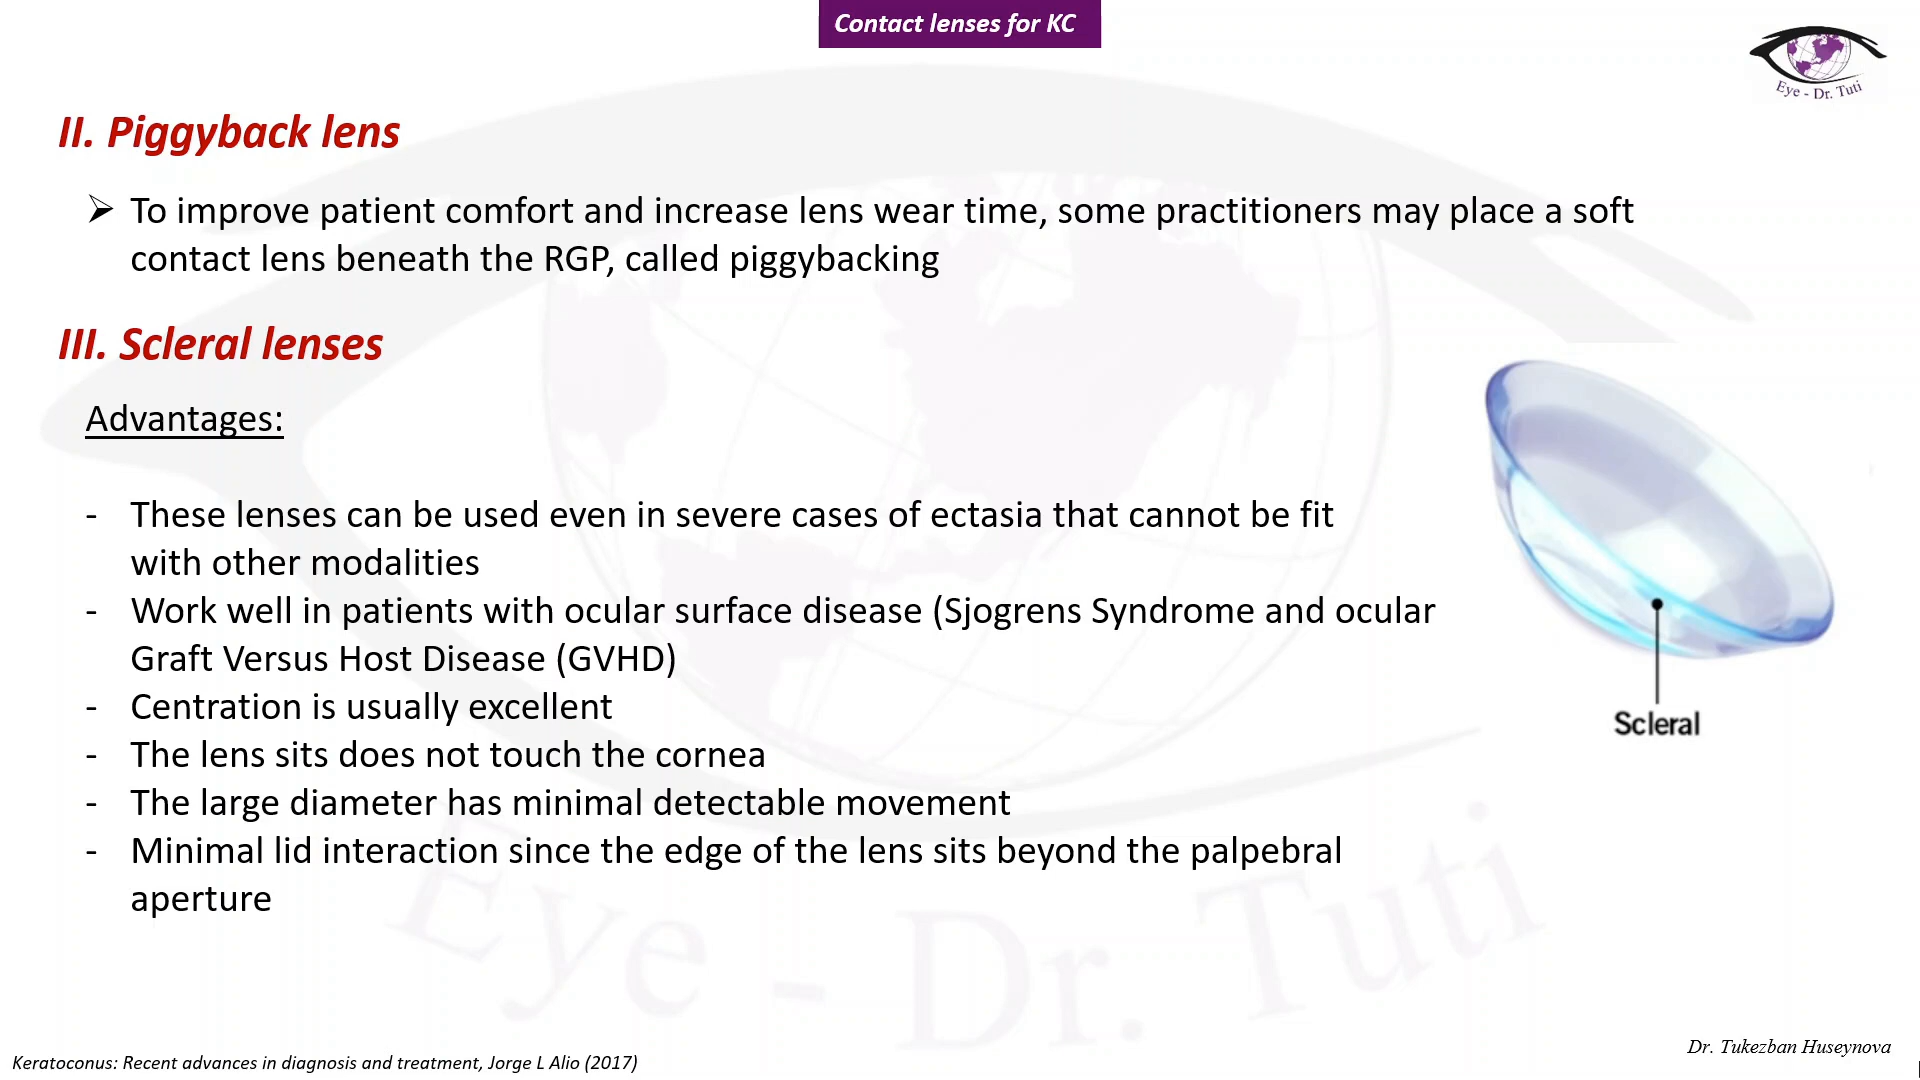 Contact lenses for KC
Eye - Dr. Tuti
II. Piggyback lens
➢ To improve patient comfort and increase lens wear time, some practitioners may place a soft
contact lens beneath the RGP, called piggybacking
III. Scleral lenses
Advantages:
- These lenses can be used even in severe cases of ectasia that cannot be fit
with other modalities
- Work well in patients with ocular surface disease (Sjogrens Syndrome and ocular
Graft Versus Host Disease (GVHD)
- Centration is usually excellent
- The lens sits does not touch the cornea
- The large diameter has minimal detectable movement
- Minimal lid interaction since the edge of the lens sits beyond the palpebral
aperture
Scleral
Eye - Dr. Tuti
Dr. Tukezban Huseynova
Keratoconus: Recent advances in diagnosis and treatment, Jorge L Alio (2017)